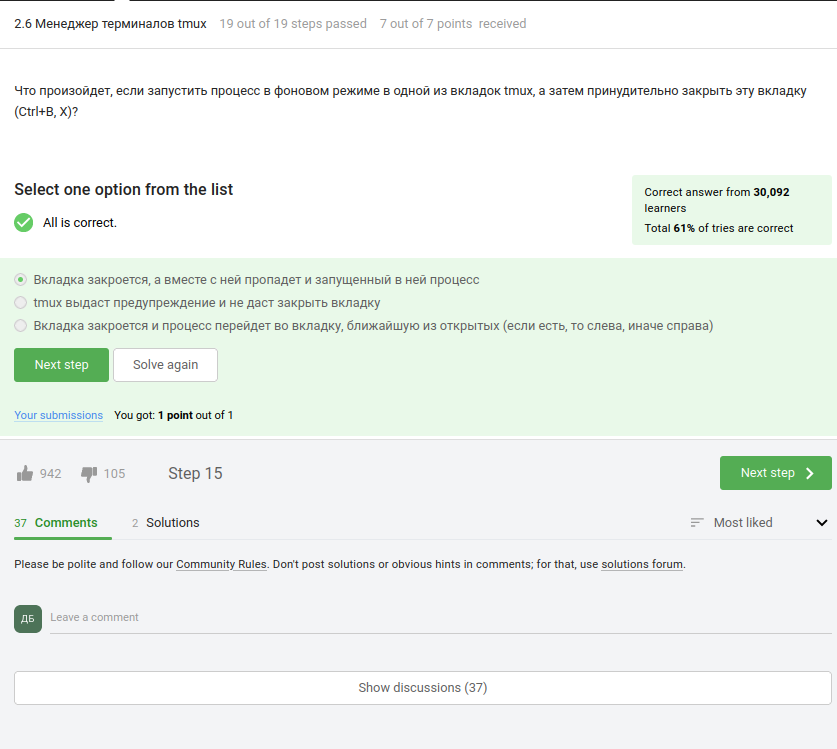 2.6 Менеджер терминалов tmux 19 out of 19 steps passed 7 out of 7 points received
Что произойдет, если запустить процесс в фоновом режиме в одной из вкладок tmux, а затем принудительно закрыть эту вкладку
(Ctrl+B, X)?
Select one option from the list
All is correct.
Correct answer from 30,092
learners
Total 61% of tries are correct
Вкладка закроется, а вместе с ней пропадет и запущенный в ней процесс
tmux выдаст предупреждение и не даст закрыть вкладку
Вкладка закроется и процесс перейдет во вкладку, ближайшую из открытых (если есть, то слева, иначе справа)
Next step Solve again
Your submissions You got: 1 point out of 1
942 105 Step 15 Next step
37 Comments 2 Solutions Most liked
Please be polite and follow our Community Rules. Don't post solutions or obvious hints in comments; for that, use solutions forum.
ДБ Leave a comment
Show discussions (37)